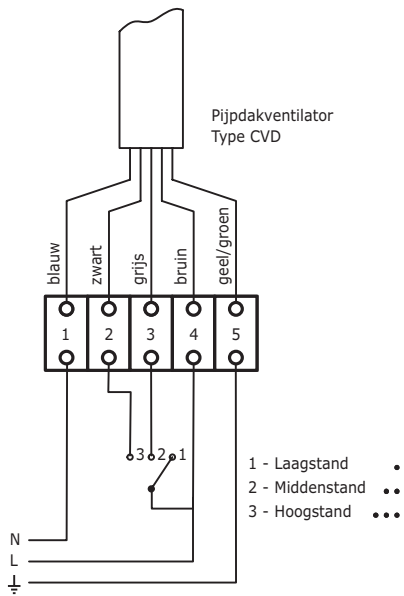 Pijpdakventilator
Type CVD
blauw
zwart
grijs
bruin
geel/groen
1 2 3 4 5
3 2 1
1 - Laagstand
2 - Middenstand
3 - Hoogstand
N
L